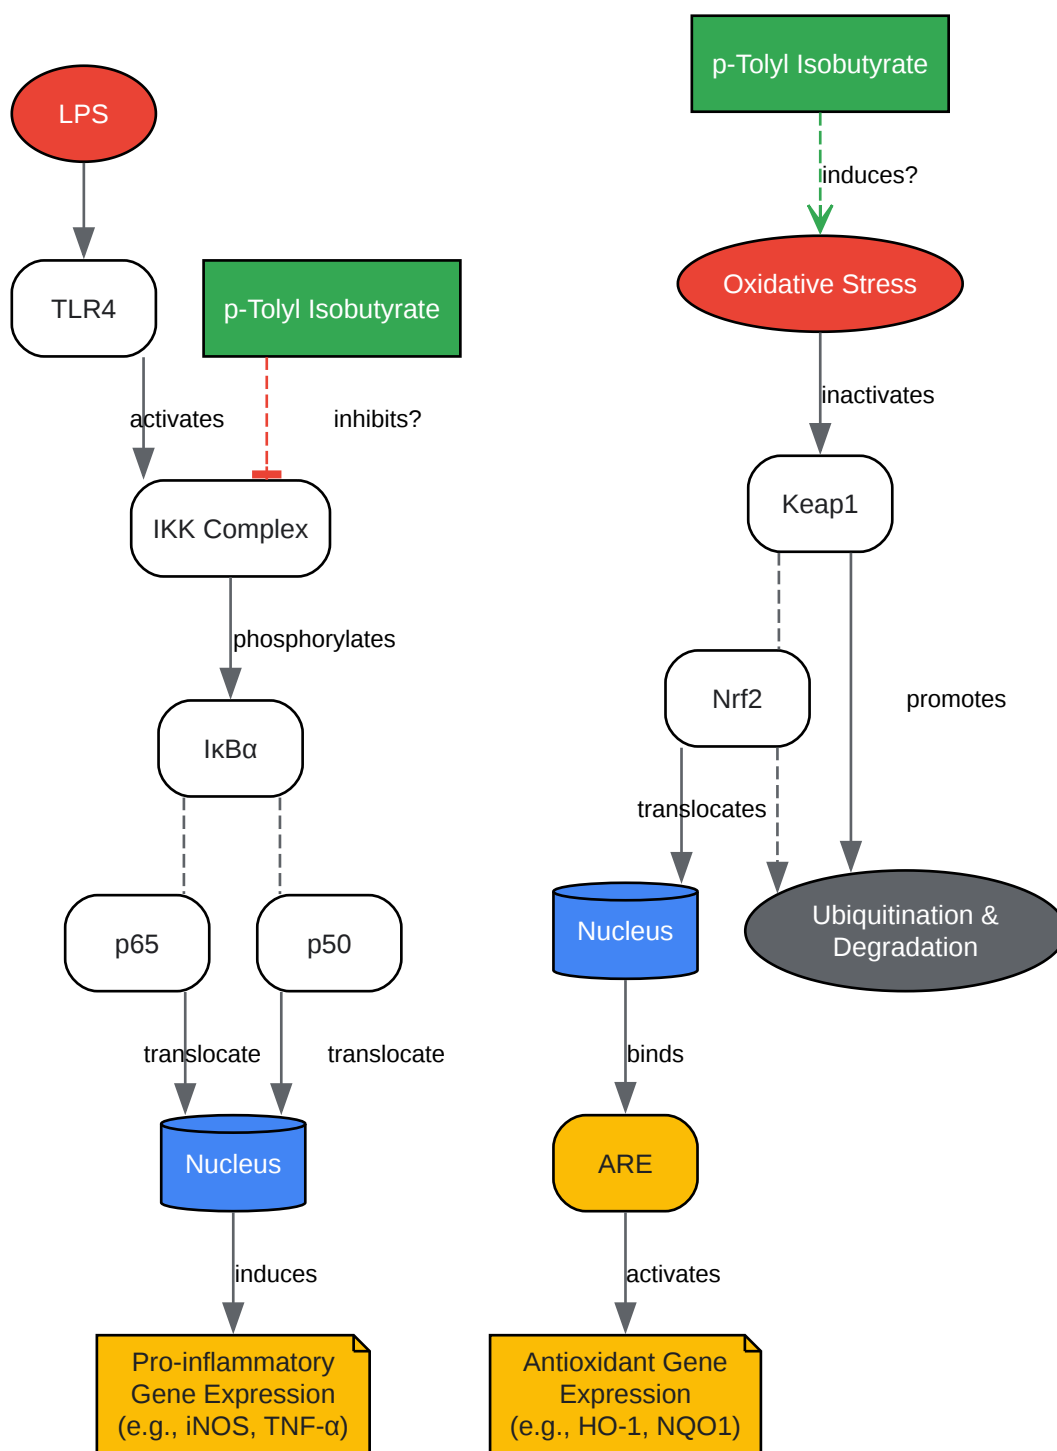 LPS
TLR4
p-Tolyl Isobutyrate
activates
inhibits?
IKK Complex
phosphorylates
IκBα
p65
p50
translocate
translocate
Nucleus
induces
Pro-inflammatory
Gene Expression
(e.g., iNOS, TNF-α)
p-Tolyl Isobutyrate
induces?
Oxidative Stress
inactivates
Keap1
Nrf2
promotes
translocates
Nucleus
Ubiquitination &
Degradation
binds
ARE
activates
Antioxidant Gene
Expression
(e.g., HO-1, NQO1)